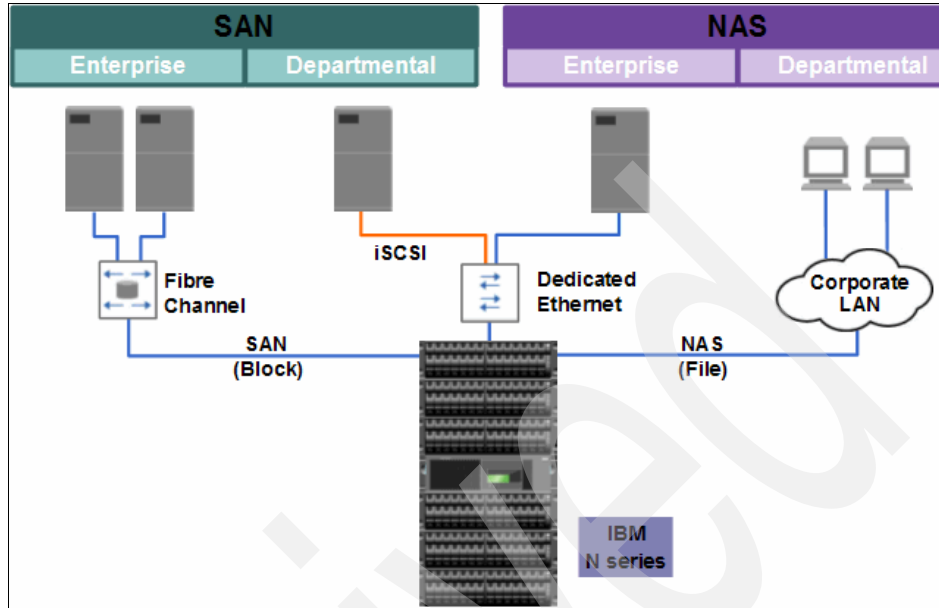 SAN
NAS
Enterprise
Departmental
Enterprise
Departmental
iSCSI
Fibre
Channel
Dedicated
Ethernet
Corporate
LAN
SAN
(Block)
NAS
(File)
IBM
N series